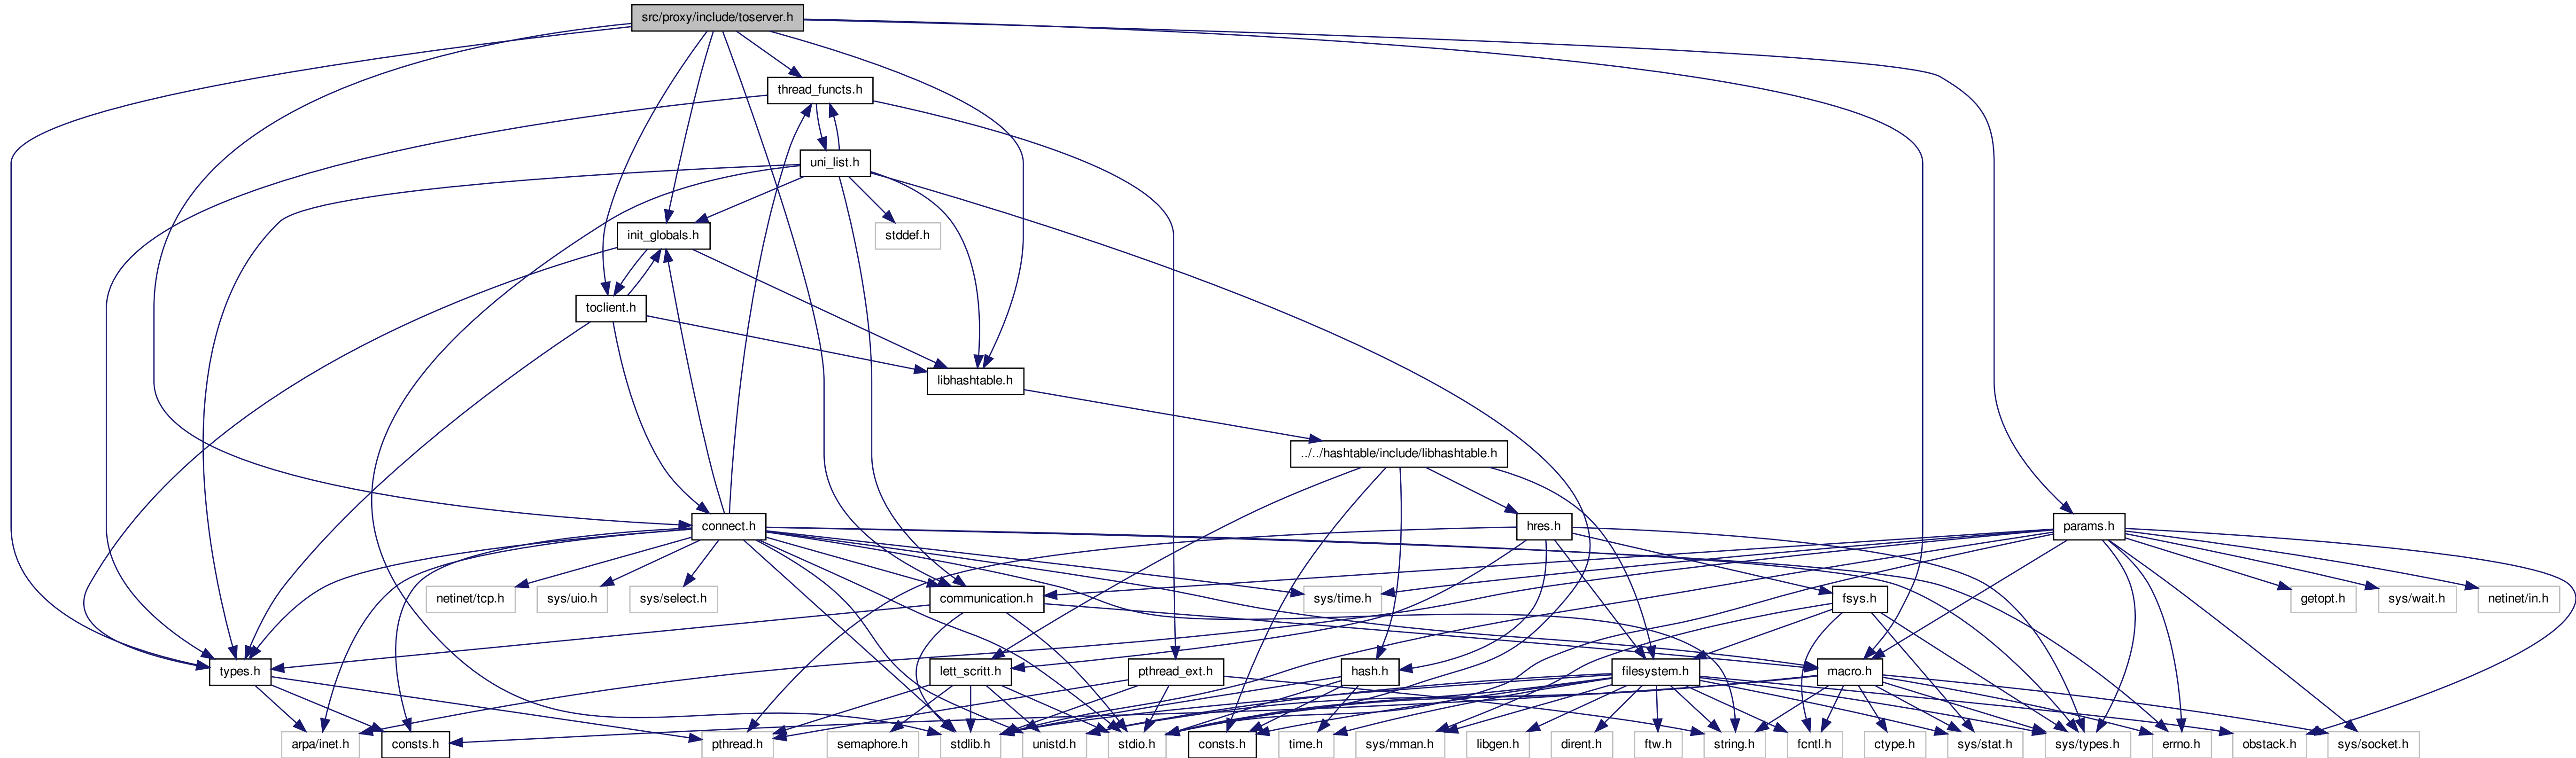 src/proxy/include/toserver.h
thread_functs.h
uni_list.h
init_globals.h
stddef.h
toclient.h
libhashtable.h
../../hashtable/include/libhashtable.h
connect.h
hres.h
params.h
netinet/tcp.h
sys/uio.h
sys/select.h
communication.h
sys/time.h
fsys.h
getopt.h
sys/wait.h
netinet/in.h
types.h
lett_scritt.h
pthread_ext.h
hash.h
filesystem.h
macro.h
arpa/inet.h
consts.h
pthread.h
semaphore.h
stdlib.h
unistd.h
stdio.h
consts.h
time.h
sys/mman.h
libgen.h
dirent.h
ftw.h
string.h
fcntl.h
ctype.h
sys/stat.h
sys/types.h
errno.h
obstack.h
sys/socket.h